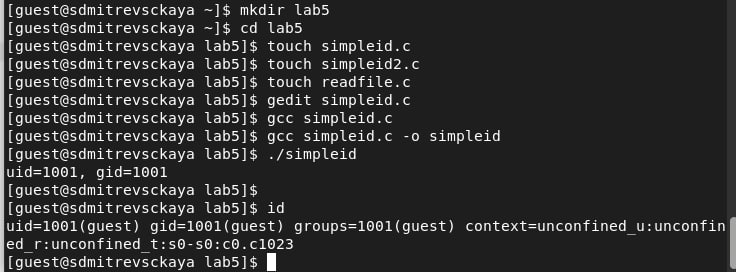 [guest@sdmitrevsckaya ~]$ mkdir lab5
[guest@sdmitrevsckaya ~]$ cd lab5
[guest@sdmitrevsckaya lab5]$ touch simpleid.c
[guest@sdmitrevsckaya lab5]$ touch simpleid2.c
[guest@sdmitrevsckaya lab5]$ touch readfile.c
[guest@sdmitrevsckaya lab5]$ gedit simpleid.c
[guest@sdmitrevsckaya lab5]$ gcc simpleid.c
[guest@sdmitrevsckaya lab5]$ gcc simpleid.c -o simpleid
[guest@sdmitrevsckaya lab5]$ ./simpleid
uid=1001, gid=1001
[guest@sdmitrevsckaya lab5]$
[guest@sdmitrevsckaya lab5]$ id
uid=1001(guest) gid=1001(guest) groups=1001(guest) context=unconfined_u:unconfin
ed_r:unconfined_t:s0-s0:c0.c1023
[guest@sdmitrevsckaya lab5]$